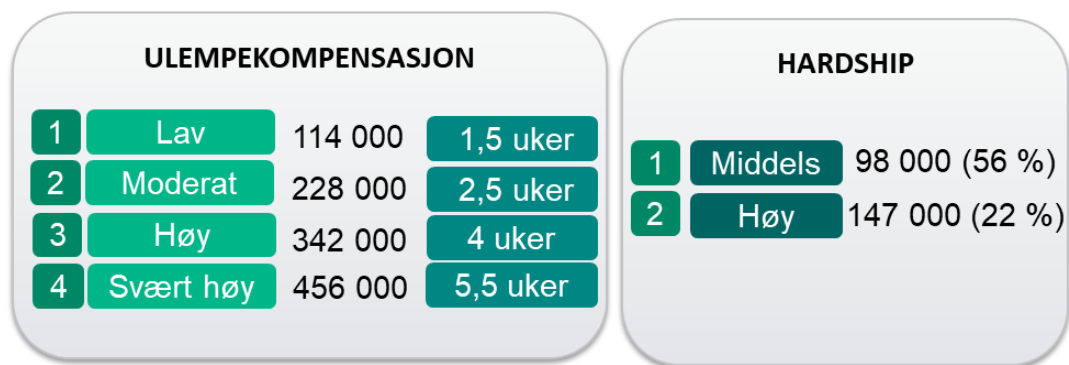 ULEMPEKOMPENSASJON
1 Lav 114 000 1,5 uker
2 Moderat 228 000 2,5 uker
3 Høy 342 000 4 uker
4 Svært høy 456 000 5,5 uker
HARDSHIP
1 Middels 98 000 (56 %)
2 Høy 147 000 (22 %)